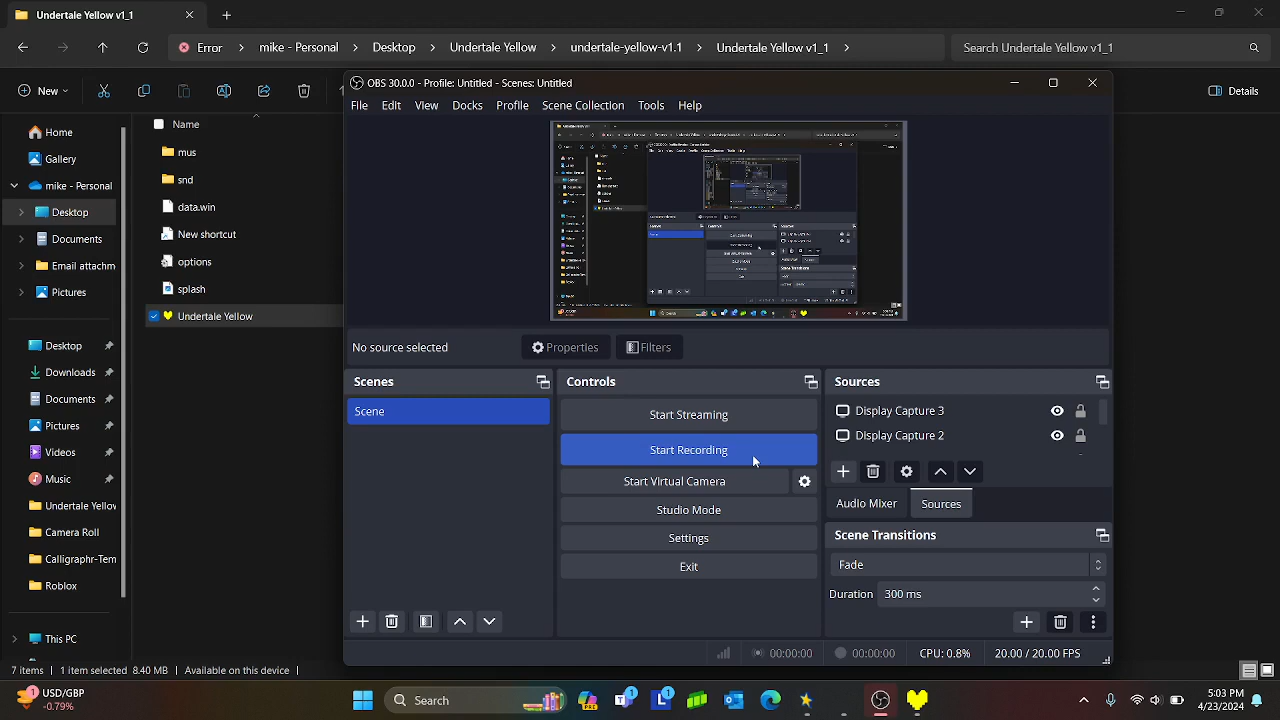 Undertale Yellow v1_1
Error > mike - Personal > Desktop > Undertale Yellow > undertale-yellow-v1.1 > Undertale Yellow v1_1 >
Search Undertale Yellow v1_1
New
Details
Home
Gallery
mike - Personal
Desktop
Documents
Email attachm
Pictures
Desktop
Downloads
Documents
Pictures
Videos
Music
Undertale Yellov
Camera Roll
Calligraphr-Tem
Roblox
This PC
Name
mus
snd
data.win
New shortcut
options
splash
Undertale Yellow
7 items
1 item selected 8.40 MB
Available on this device
OBS 30.0.0 - Profile: Untitled - Scenes: Untitled
File Edit View Docks Profile Scene Collection Tools Help
No source selected
Properties
Filters
Scenes
Scene
Controls
Start Streaming
Start Recording
Start Virtual Camera
Studio Mode
Settings
Exit
Sources
Display Capture 3
Display Capture 2
Audio Mixer
Sources
Scene Transitions
Fade
Duration 300 ms
00:00:00
00:00:00
CPU: 0.8%
20.00 / 20.00 FPS
USD/GBP
-0.79%
Search
5:03 PM
4/23/2024